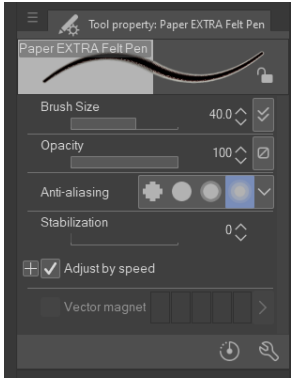 Tool property: Paper EXTRA Felt Pen
Paper EXTRA Felt Pen
Brush Size
40.0
Opacity
100
Anti-aliasing
Stabilization
0
Adjust by speed
Vector magnet